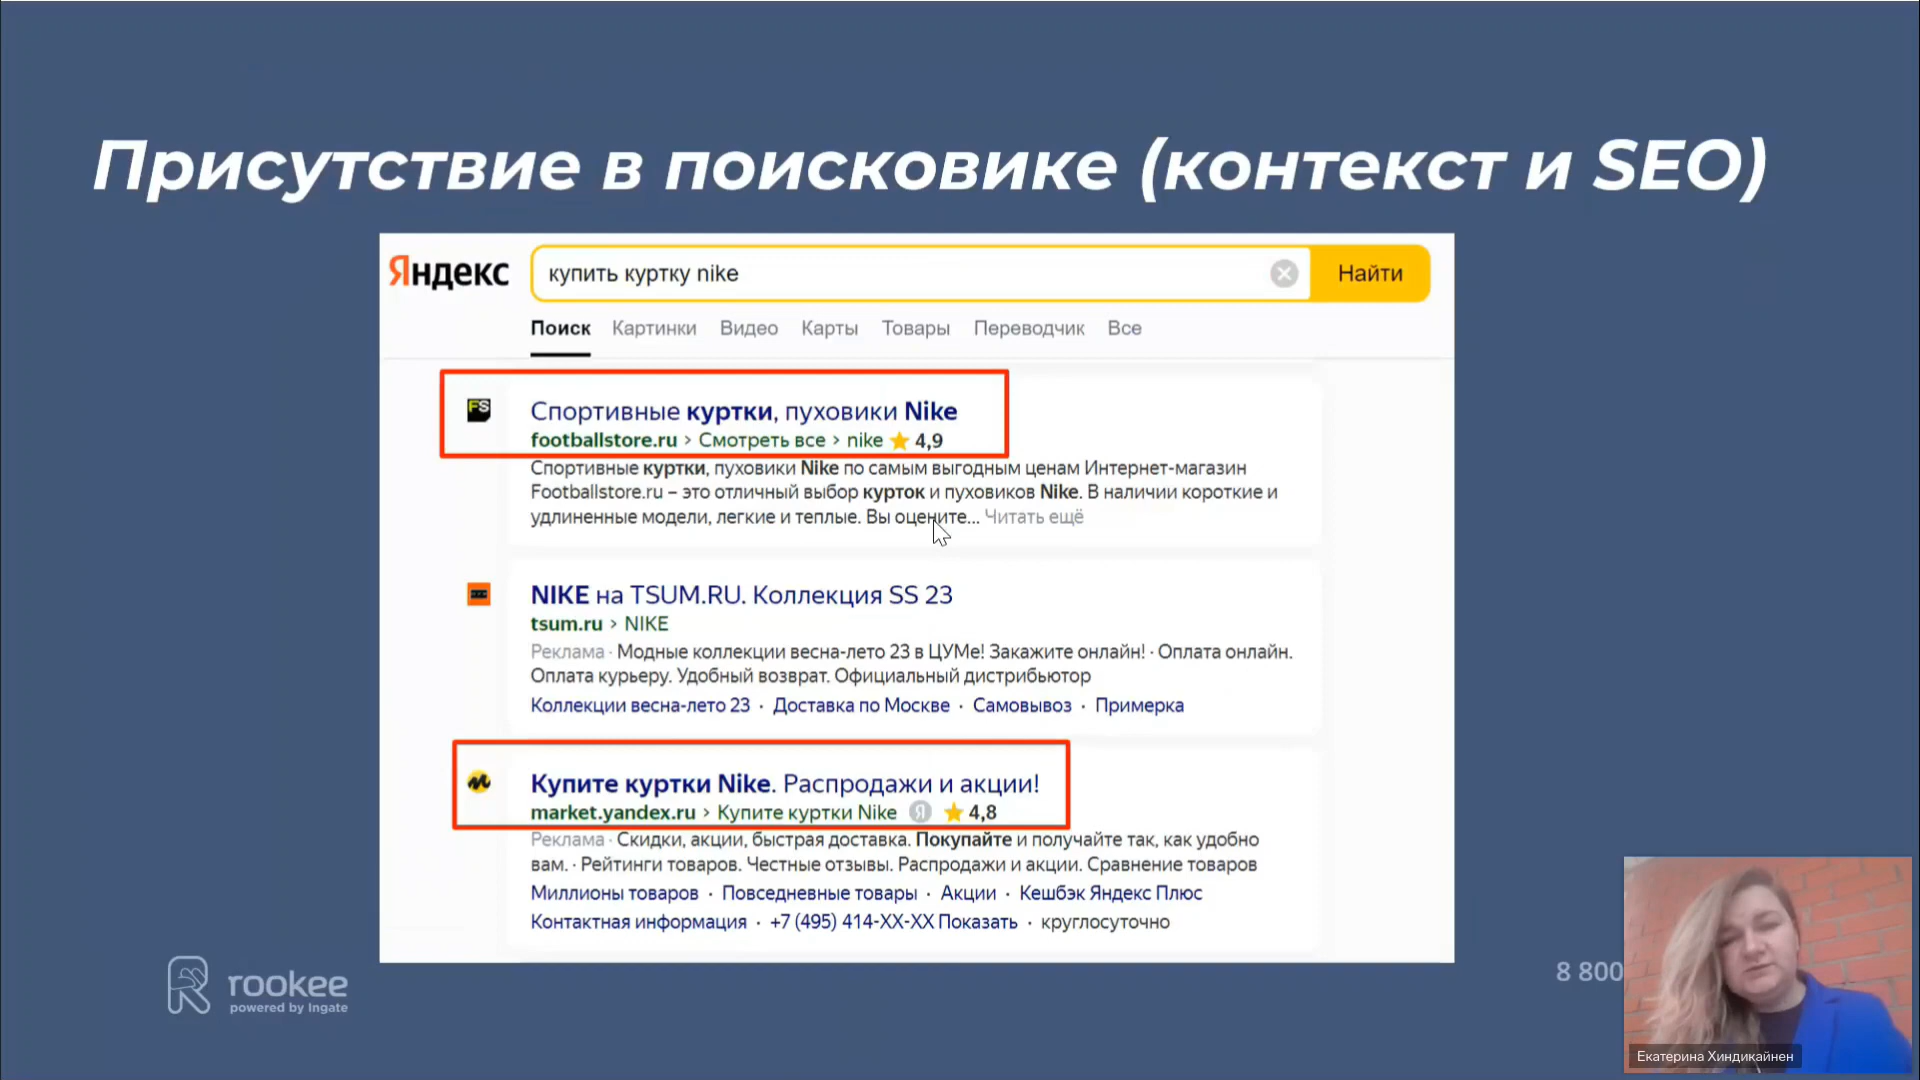 Присутствие в поисковике (контекст и SEO)
Яндекс
купить куртку nike
Найти
Поиск Картинки Видео Карты Товары Переводчик Все
FS
Спортивные куртки, пуховики Nike
footballstore.ru › Смотреть все › nike 4,9
Спортивные куртки, пуховики Nike по самым выгодным ценам Интернет-магазин
Footballstore.ru – это отличный выбор курток и пуховиков Nike. В наличии короткие и
удлиненные модели, легкие и теплые. Вы оцените... Читать ещё
NIKE на TSUM.RU. Коллекция SS 23
tsum.ru › NIKE
Реклама · Модные коллекции весна-лето 23 в ЦУМе! Закажите онлайн! · Оплата онлайн.
Оплата курьеру. Удобный возврат. Официальный дистрибьютор
Коллекции весна-лето 23 · Доставка по Москве · Самовывоз · Примерка
Купите куртки Nike. Распродажи и акции!
market.yandex.ru › Купите куртки Nike Я 4,8
Реклама · Скидки, акции, быстрая доставка. Покупайте и получайте так, как удобно
вам. · Рейтинги товаров. Честные отзывы. Распродажи и акции. Сравнение товаров
Миллионы товаров · Повседневные товары · Акции · Кешбэк Яндекс Плюс
Контактная информация · +7 (495) 414-XX-XX Показать · круглосуточно
rookee
powered by Ingate
8 800
Екатерина Хиндикайнен